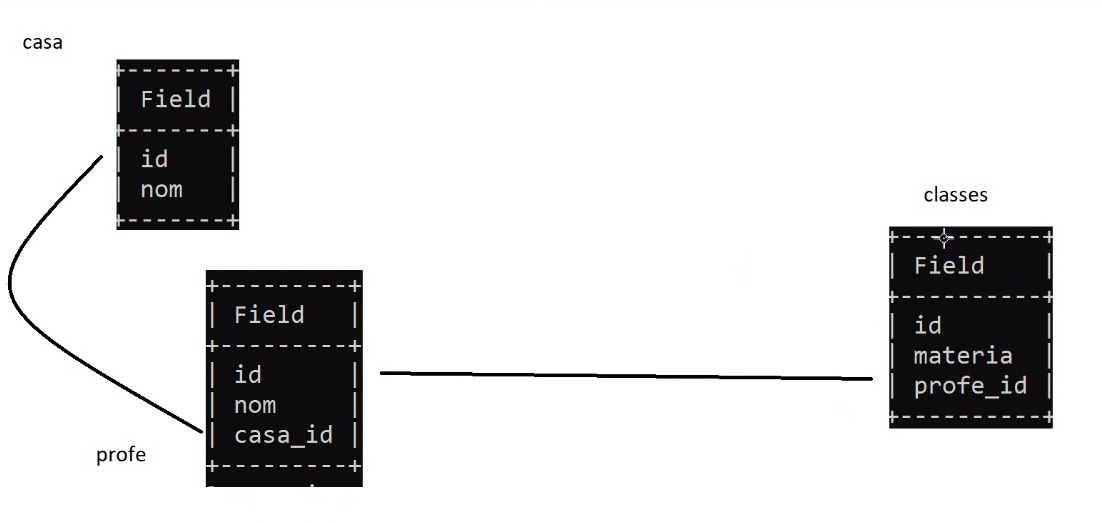 casa
Field
id
nom
classes
Field
id
materia
profe_id
Field
id
nom
casa_id
profe